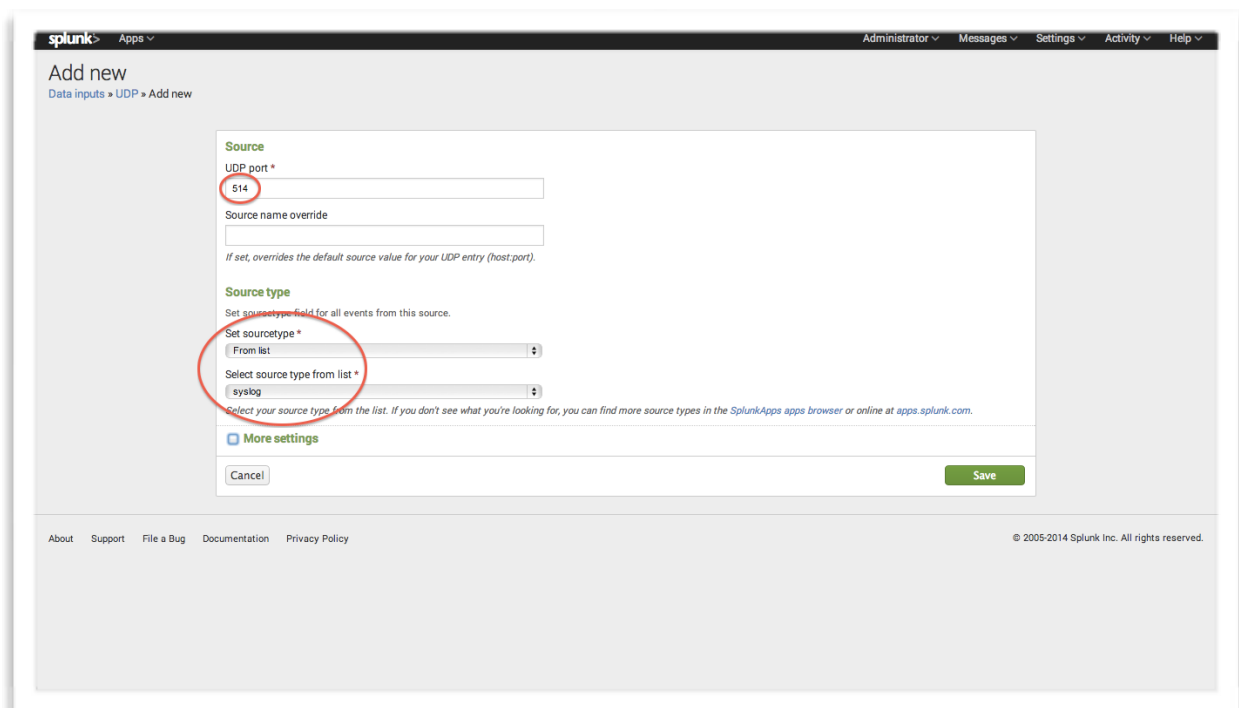 splunk> Apps Administrator Messages Settings Activity Help
Add new
Data inputs » UDP » Add new
Source
UDP port *
514
Source name override
If set, overrides the default source value for your UDP entry (host:port).
Source type
Set sourcetype field for all events from this source.
Set sourcetype *
From list
Select source type from list *
syslog
Select your source type from the list. If you don't see what you're looking for, you can find more source types in the SplunkApps apps browser or online at apps.splunk.com.
More settings
Cancel Save
About Support File a Bug Documentation Privacy Policy © 2005-2014 Splunk Inc. All rights reserved.